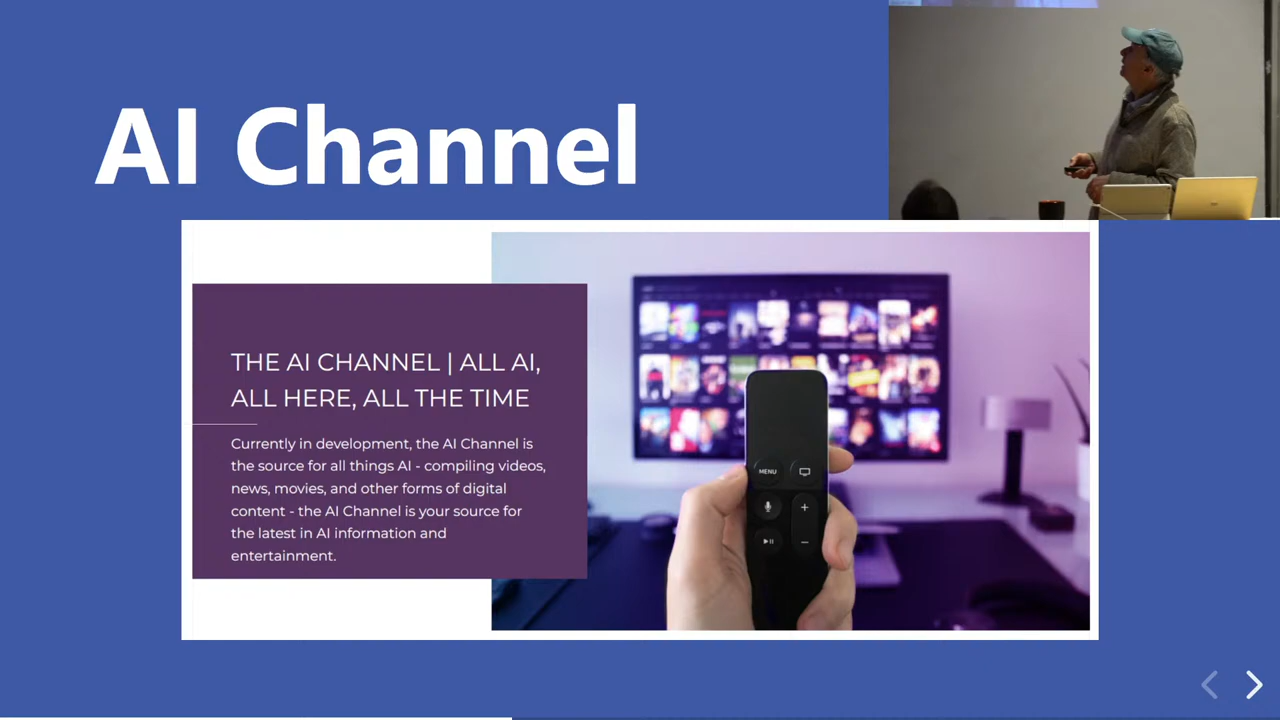 AI Channel
THE AI CHANNEL | ALL AI,
ALL HERE, ALL THE TIME
Currently in development, the AI Channel is
the source for all things AI - compiling videos,
news, movies, and other forms of digital
content - the AI Channel is your source for
the latest in AI information and
entertainment.
MENU